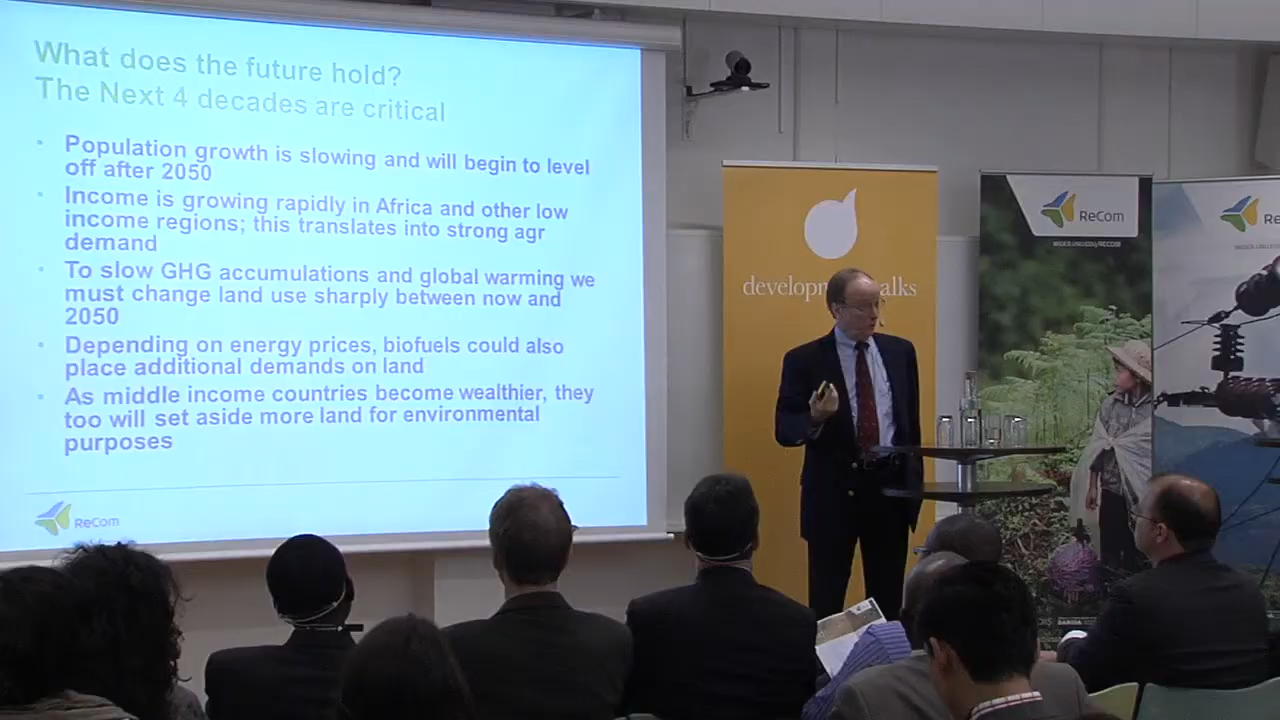 What does the future hold?
The Next 4 decades are critical
• Population growth is slowing and will begin to level
off after 2050
• Income is growing rapidly in Africa and other low
income regions; this translates into strong agr
demand
• To slow GHG accumulations and global warming we
must change land use sharply between now and
2050
• Depending on energy prices, biofuels could also
place additional demands on land
• As middle income countries become wealthier, they
too will set aside more land for environmental
purposes
ReCom
ReCom